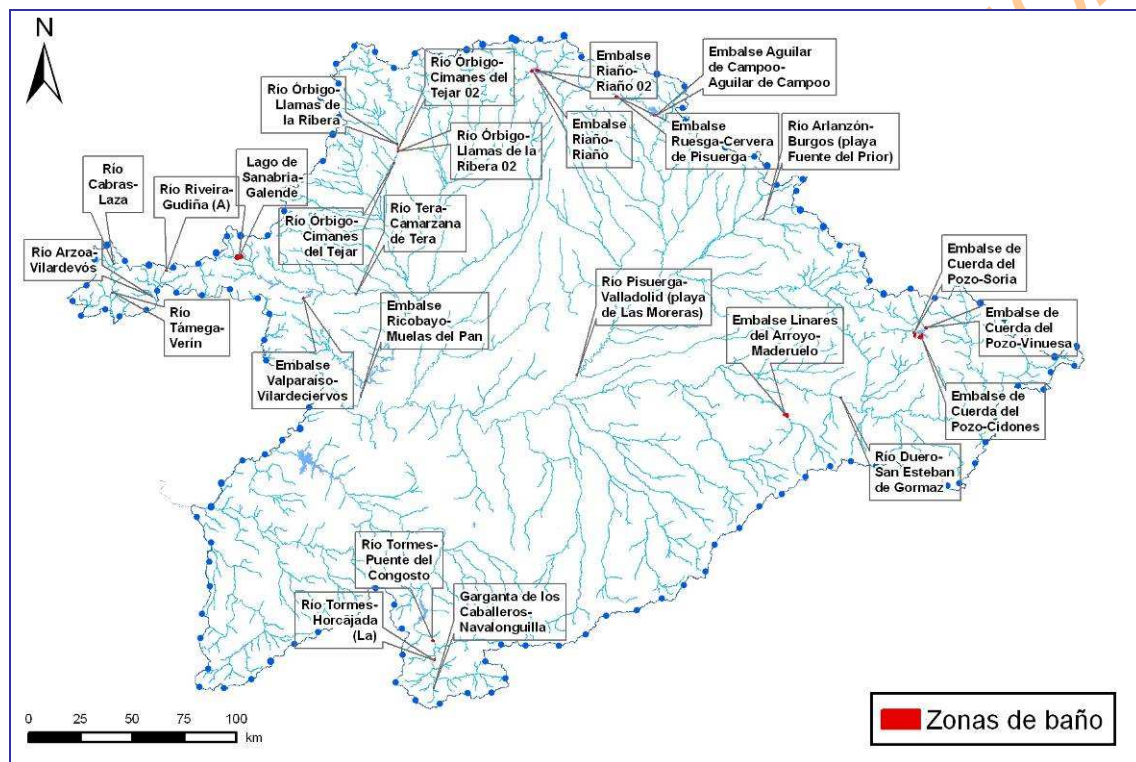 N
Río Órbigo-
Cimanes del
Tejar 02
Embalse
Riaño-
Riaño 02
Embalse Aguilar
de Campoo-
Aguilar de Campoo
Río Órbigo-
Llamas de
la Ribera
Río Órbigo-
Llamas de la
Ribera 02
Embalse
Riaño-
Riaño
Embalse
Ruesga-Cervera
de Pisuerga
Río Arlanzón-
Burgos (playa
Fuente del Prior)
Río
Cabras-
Laza
Río Riveira-
Gudiña (A)
Lago de
Sanabria-
Galende
Río Órbigo-
Cimanes
del Tejar
Río Tera-
Camarzana
de Tera
Río Arzoa-
Vilardevós
Río
Támega-
Verín
Embalse
Valparaiso-
Vilardeciervos
Embalse
Ricobayo-
Muelas del Pan
Río Pisuerga-
Valladolid (playa
de Las Moreras)
Embalse Linares
del Arroyo-
Maderuelo
Embalse de
Cuerda del
Pozo-Soria
Embalse de
Cuerda del
Pozo-Vinuesa
Embalse de
Cuerda del
Pozo-Cidones
Río Duero-
San Esteban
de Gormaz
Río Tormes-
Puente del
Congosto
Río Tormes-
Horcajada
(La)
Garganta de los
Caballeros-
Navalonguilla
0 25 50 75 100
km
Zonas de baño